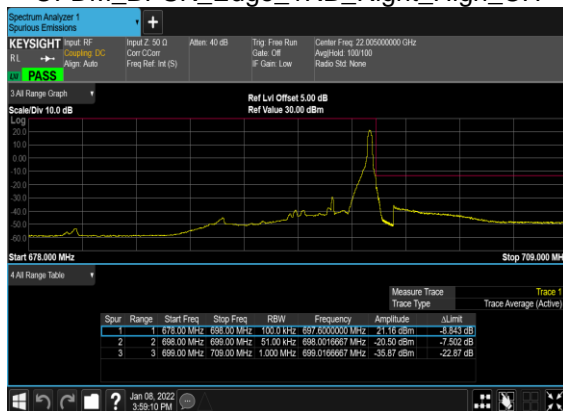 Spectrum Analyzer 1
Spurious Emissions
KEYSIGHT Input: RF Input Z: 50 Ω Atten: 40 dB Trig: Free Run Center Freq: 22.005000000 GHz
RL Coupling: DC Corr CCorr Gate: Off Avg|Hold: 100/100
Align: Auto Freq Ref: Int (S) IF Gain: Low Radio Std: None
PASS
3 All Range Graph
Ref Lvl Offset 5.00 dB
Scale/Div 10.0 dB Ref Value 30.00 dBm
Log
20.0
10.0
0.00
-10.0
-20.0
-30.0
-40.0
-50.0
-60.0
Start 678.000 MHz Stop 709.000 MH
4 All Range Table
Measure Trace Trace 1
Trace Type Trace Average (Active)
Spur Range Start Freq Stop Freq RBW Frequency Amplitude ΔLimit
1 1 678.00 MHz 698.00 MHz 100.0 kHz 697.6000000 MHz 21.16 dBm -8.843 dB
2 2 698.00 MHz 699.00 MHz 51.00 kHz 698.0016667 MHz -20.50 dBm -7.502 dB
3 3 699.00 MHz 709.00 MHz 1.000 MHz 699.0166667 MHz -35.87 dBm -22.87 dB
? Jan 08, 2022
3:59:10 PM